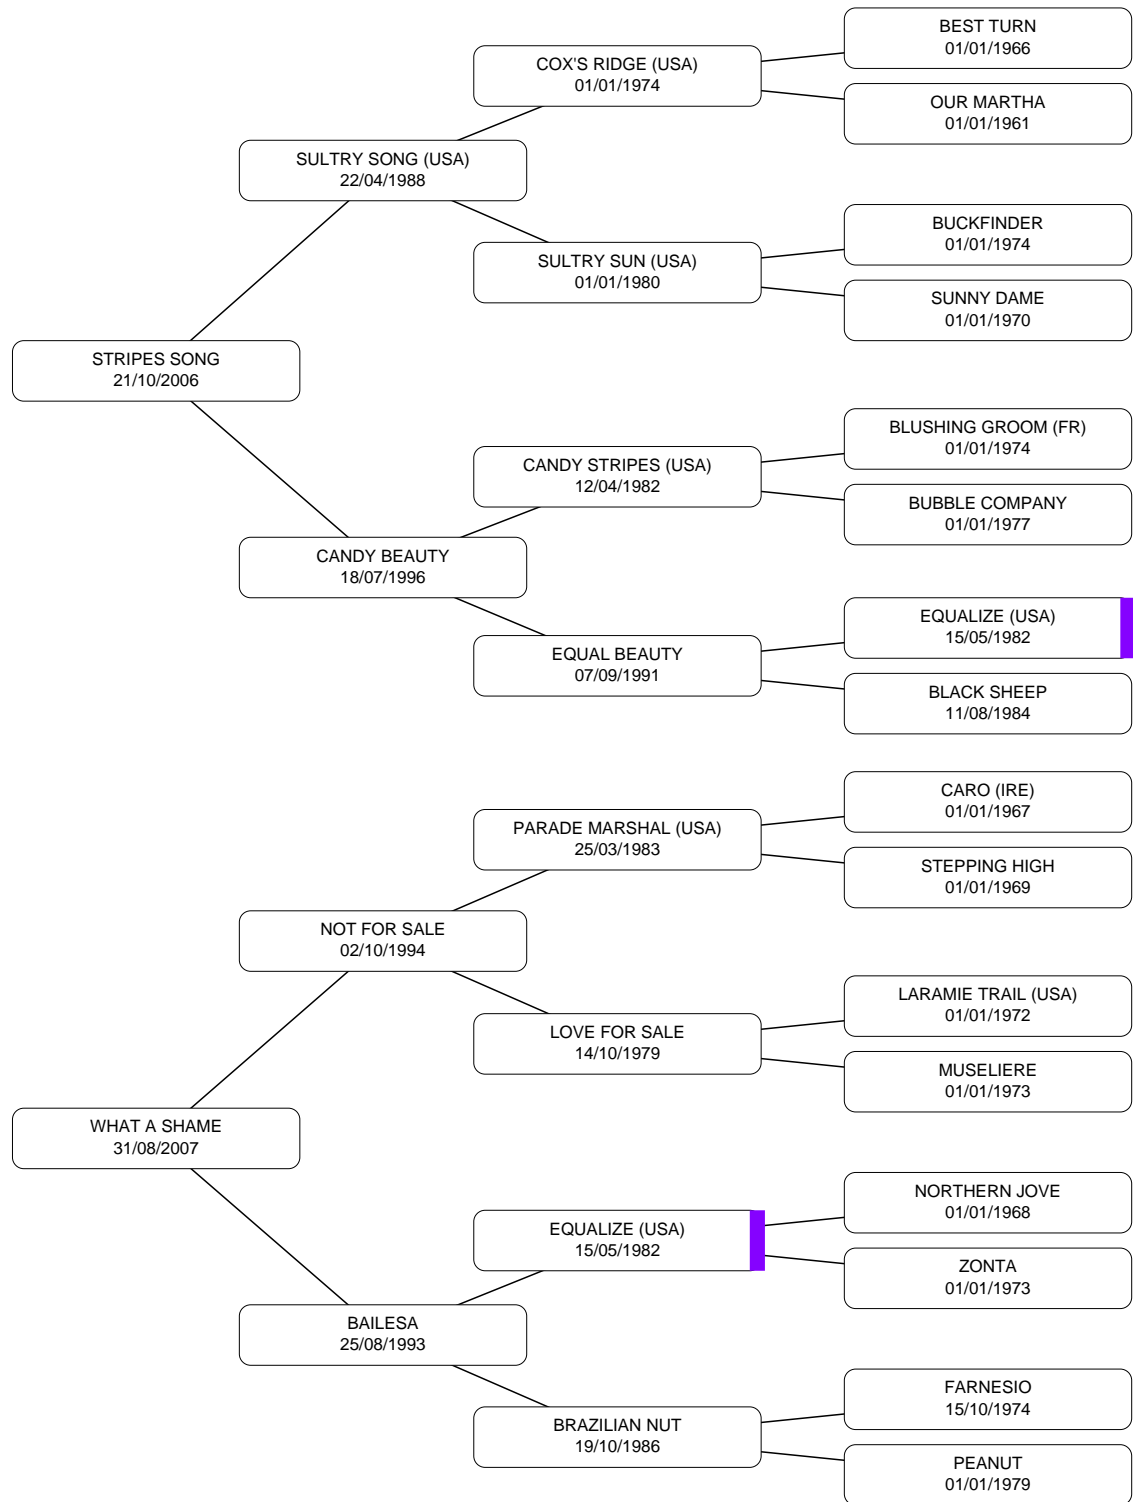 BEST TURN
01/01/1966
COX'S RIDGE (USA)
01/01/1974
OUR MARTHA
01/01/1961
SULTRY SONG (USA)
22/04/1988
BUCKFINDER
01/01/1974
SULTRY SUN (USA)
01/01/1980
SUNNY DAME
01/01/1970
STRIPES SONG
21/10/2006
BLUSHING GROOM (FR)
01/01/1974
CANDY STRIPES (USA)
12/04/1982
BUBBLE COMPANY
01/01/1977
CANDY BEAUTY
18/07/1996
EQUALIZE (USA)
15/05/1982
EQUAL BEAUTY
07/09/1991
BLACK SHEEP
11/08/1984
CARO (IRE)
01/01/1967
PARADE MARSHAL (USA)
25/03/1983
STEPPING HIGH
01/01/1969
NOT FOR SALE
02/10/1994
LARAMIE TRAIL (USA)
01/01/1972
LOVE FOR SALE
14/10/1979
MUSELIERE
01/01/1973
WHAT A SHAME
31/08/2007
NORTHERN JOVE
01/01/1968
EQUALIZE (USA)
15/05/1982
ZONTA
01/01/1973
BAILESA
25/08/1993
FARNESIO
15/10/1974
BRAZILIAN NUT
19/10/1986
PEANUT
01/01/1979